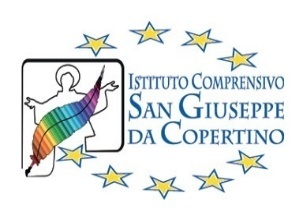 ISTITUTO COMPRENSIVO
SAN GIUSEPPE
DA COPERTINO